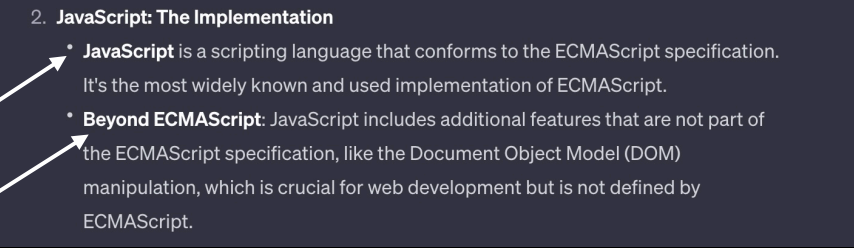 2. JavaScript: The Implementation
• JavaScript is a scripting language that conforms to the ECMAScript specification.
It's the most widely known and used implementation of ECMAScript.
• Beyond ECMAScript: JavaScript includes additional features that are not part of
the ECMAScript specification, like the Document Object Model (DOM)
manipulation, which is crucial for web development but is not defined by
ECMAScript.